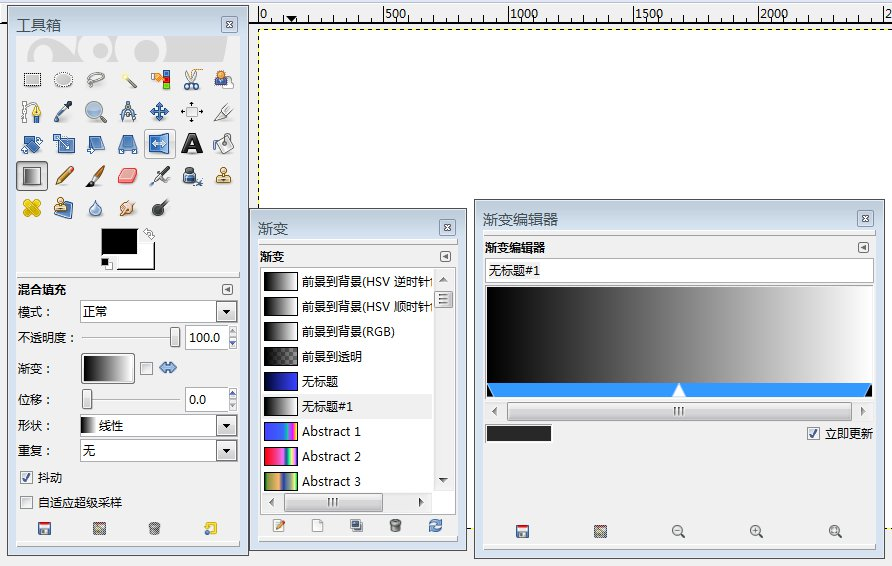 0 500 1000 1500 2000
工具箱
混合填充
模式：
正常
不透明度：
100.0
渐变：
位移：
0.0
形状：
线性
重复：
无
抖动
自适应超级采样
渐变
渐变
前景到背景(HSV 逆时针
前景到背景(HSV 顺时针
前景到背景(RGB)
前景到透明
无标题
无标题#1
Abstract 1
Abstract 2
Abstract 3
渐变编辑器
渐变编辑器
无标题#1
立即更新